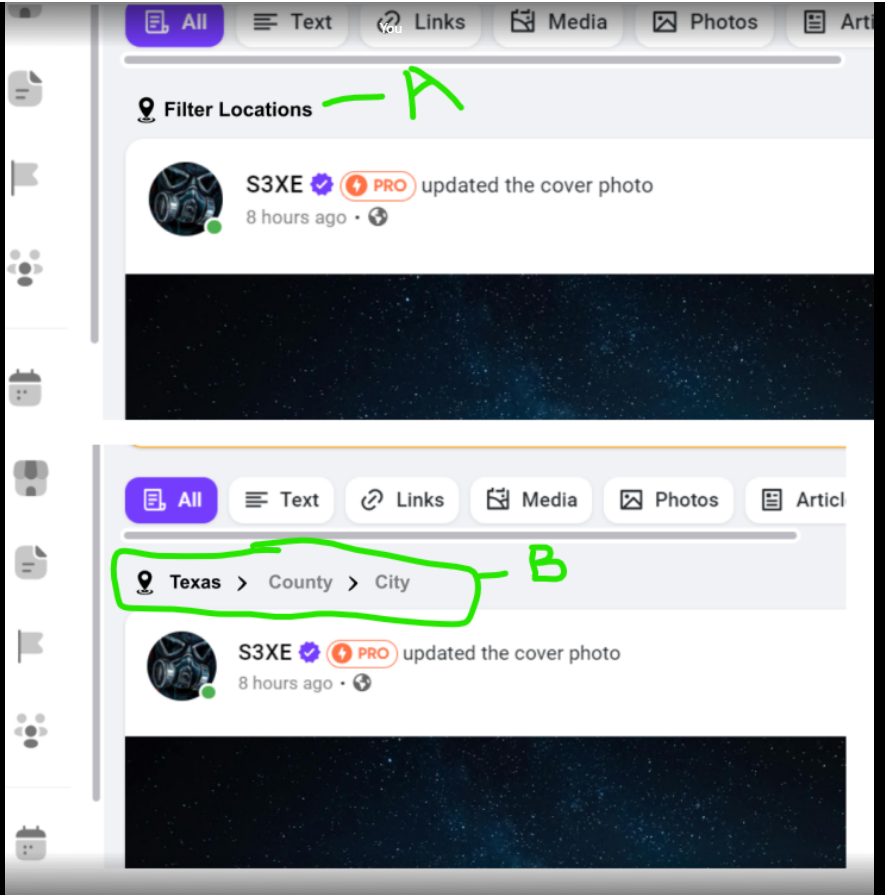 All Text Links Media Photos Arti
You
Filter Locations A
S3XE PRO updated the cover photo
8 hours ago ·
All Text Links Media Photos Articl
B
Texas > County > City
S3XE PRO updated the cover photo
8 hours ago ·